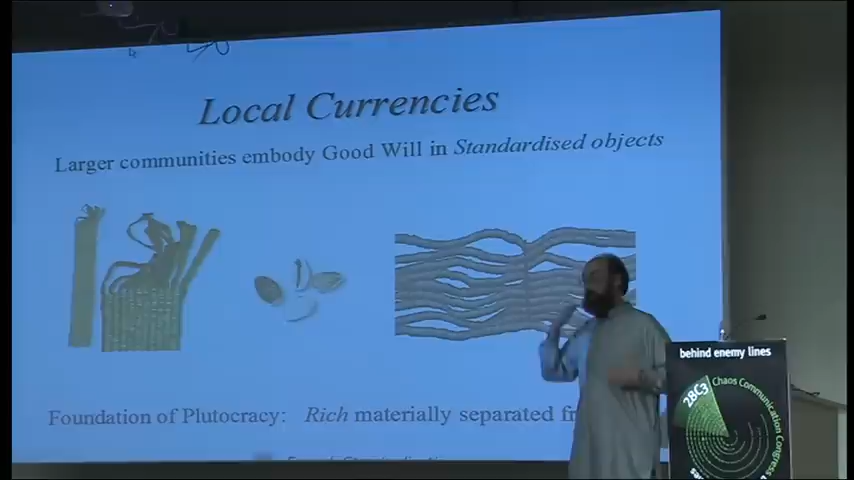 Local Currencies
Larger communities embody Good Will in Standardised objects
Foundation of Plutocracy: Rich materially separated
behind enemy lines
28C3 Chaos Communication Congress